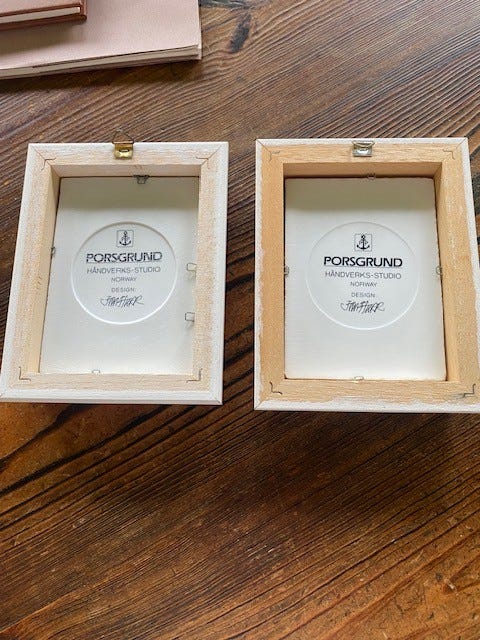 PORSGRUND
HÅNDVERKS-STUDIO
NORWAY
DESIGN:
PORSGRUND
HÅNDVERKS-STUDIO
NORWAY
DESIGN: